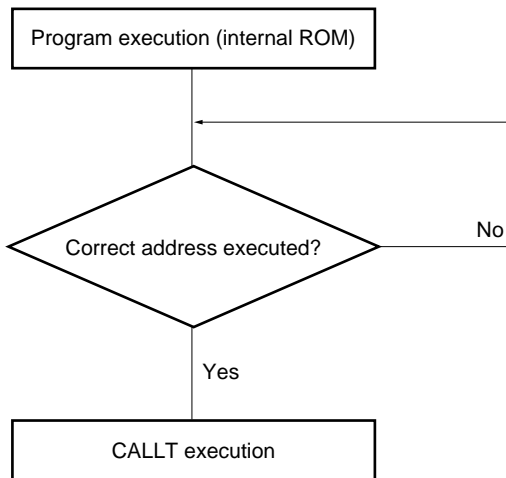 Program execution (internal ROM)
Correct address executed?
No
Yes
CALLT execution